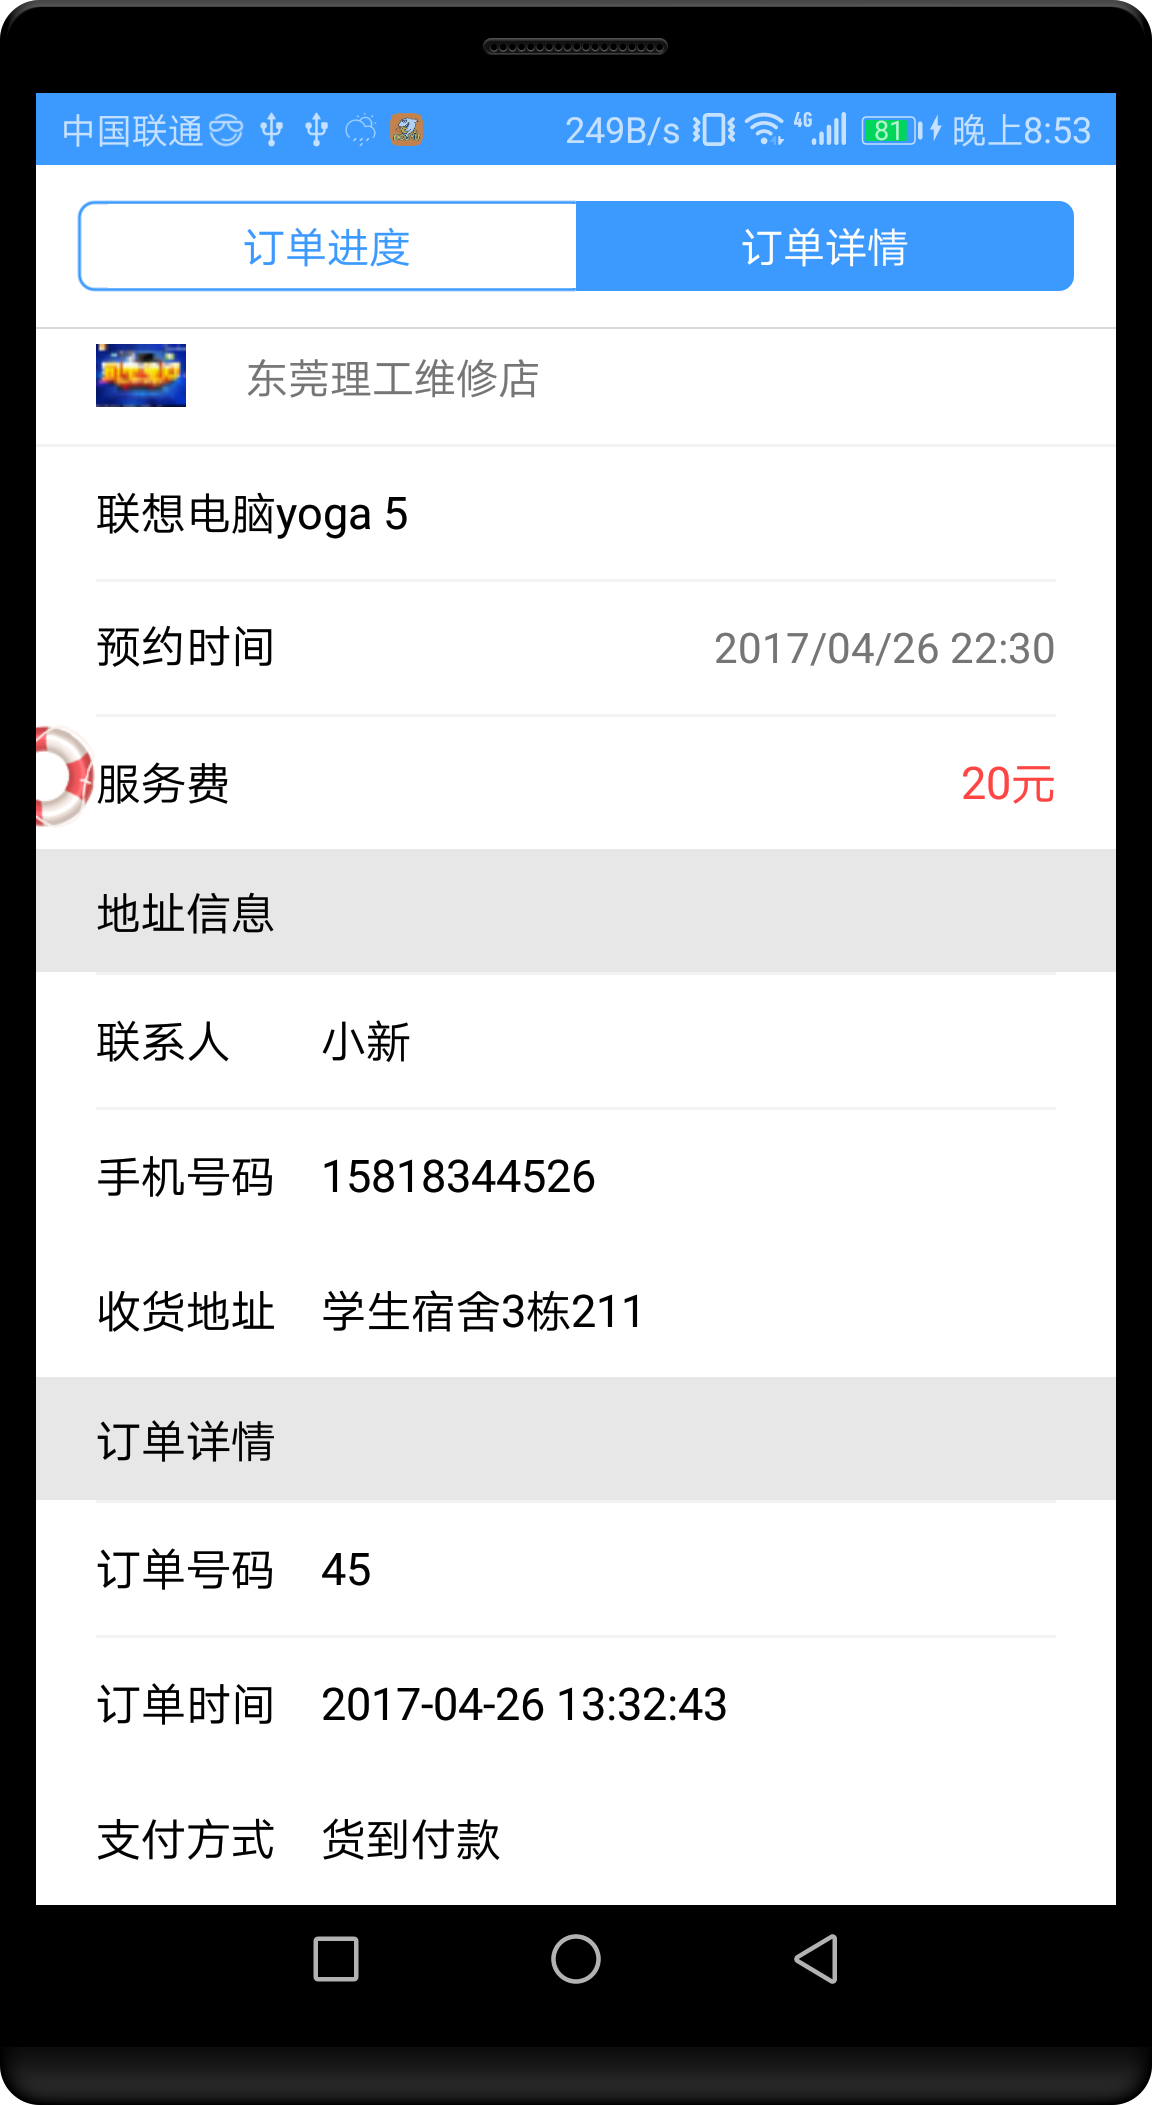 中国联通 249B/s 4G 81 晚上8:53
订单进度 订单详情
东莞理工维修店
联想电脑yoga 5
预约时间 2017/04/26 22:30
服务费 20元
地址信息
联系人 小新
手机号码 15818344526
收货地址 学生宿舍3栋211
订单详情
订单号码 45
订单时间 2017-04-26 13:32:43
支付方式 货到付款